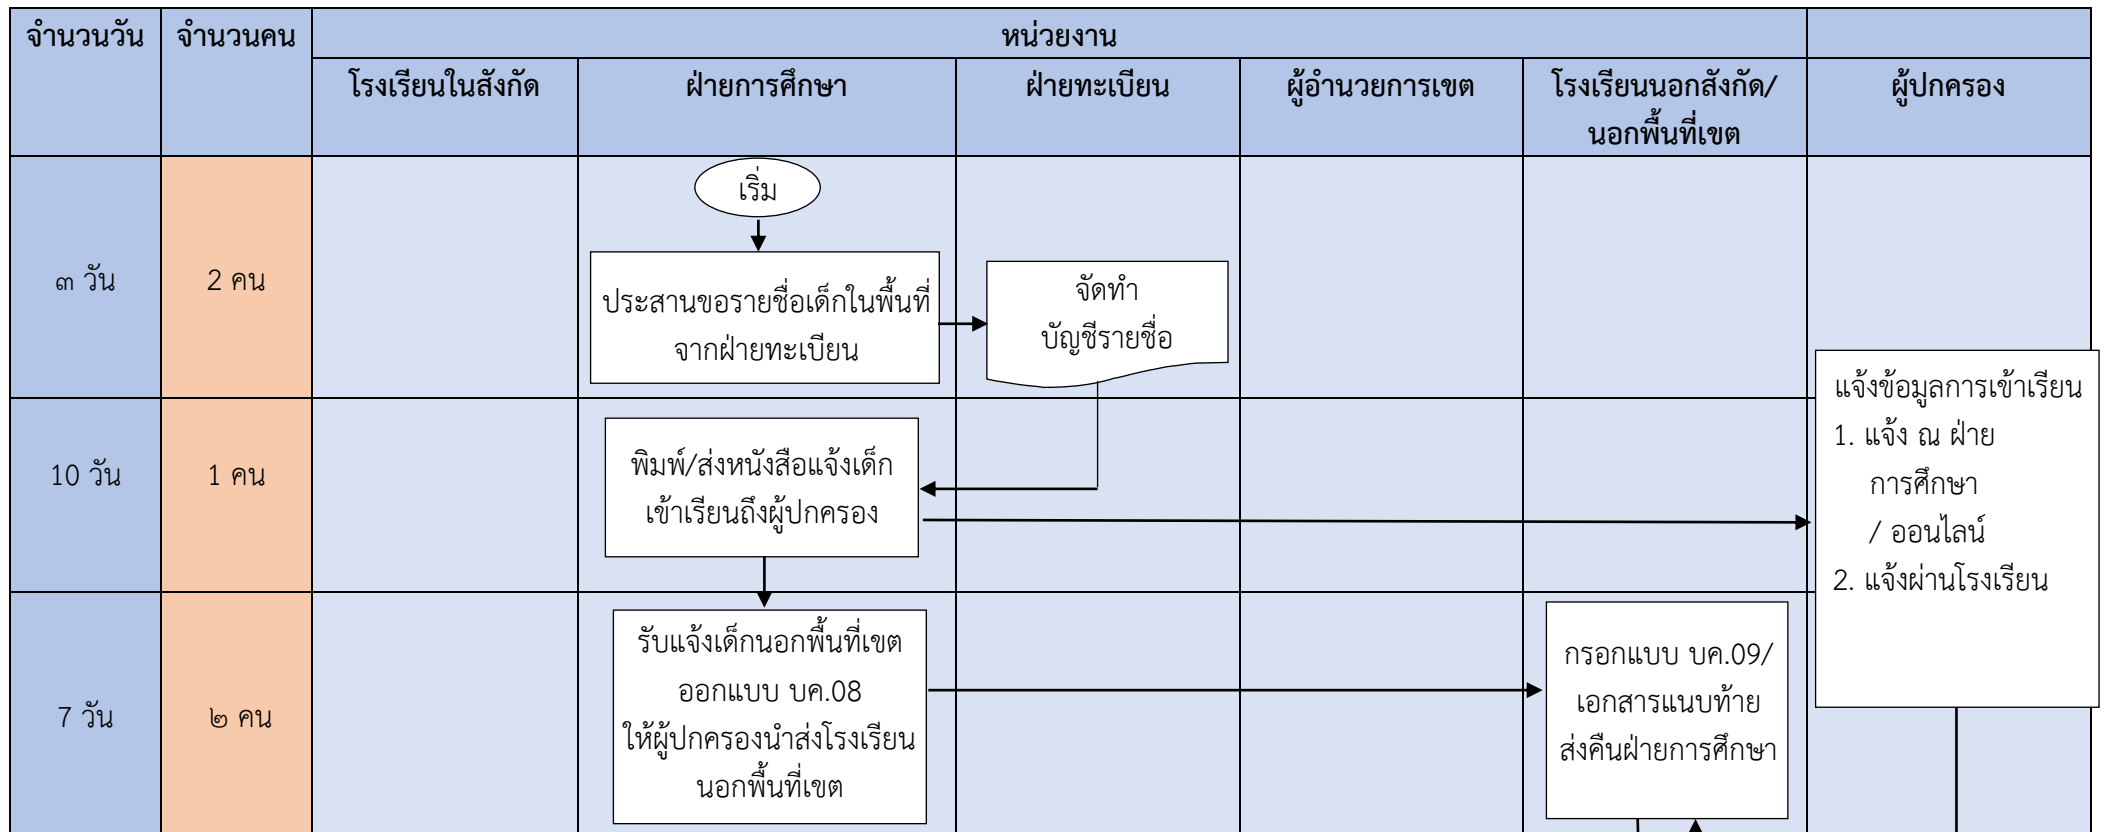 จำนวนวัน
จำนวนคน
หน่วยงาน
โรงเรียนในสังกัด
ฝ่ายการศึกษา
ฝ่ายทะเบียน
ผู้อำนวยการเขต
โรงเรียนนอกสังกัด/
นอกพื้นที่เขต
ผู้ปกครอง
เริ่ม
๓ วัน
2 คน
ประสานขอรายชื่อเด็กในพื้นที่
จากฝ่ายทะเบียน
จัดทำ
บัญชีรายชื่อ
10 วัน
1 คน
พิมพ์/ส่งหนังสือแจ้งเด็ก
เข้าเรียนถึงผู้ปกครอง
แจ้งข้อมูลการเข้าเรียน
1. แจ้ง ณ ฝ่าย
การศึกษา
/ ออนไลน์
2. แจ้งผ่านโรงเรียน
7 วัน
๒ คน
รับแจ้งเด็กนอกพื้นที่เขต
ออกแบบ บค.08
ให้ผู้ปกครองนำส่งโรงเรียน
นอกพื้นที่เขต
กรอกแบบ บค.09/
เอกสารแนบท้าย
ส่งคืนฝ่ายการศึกษา